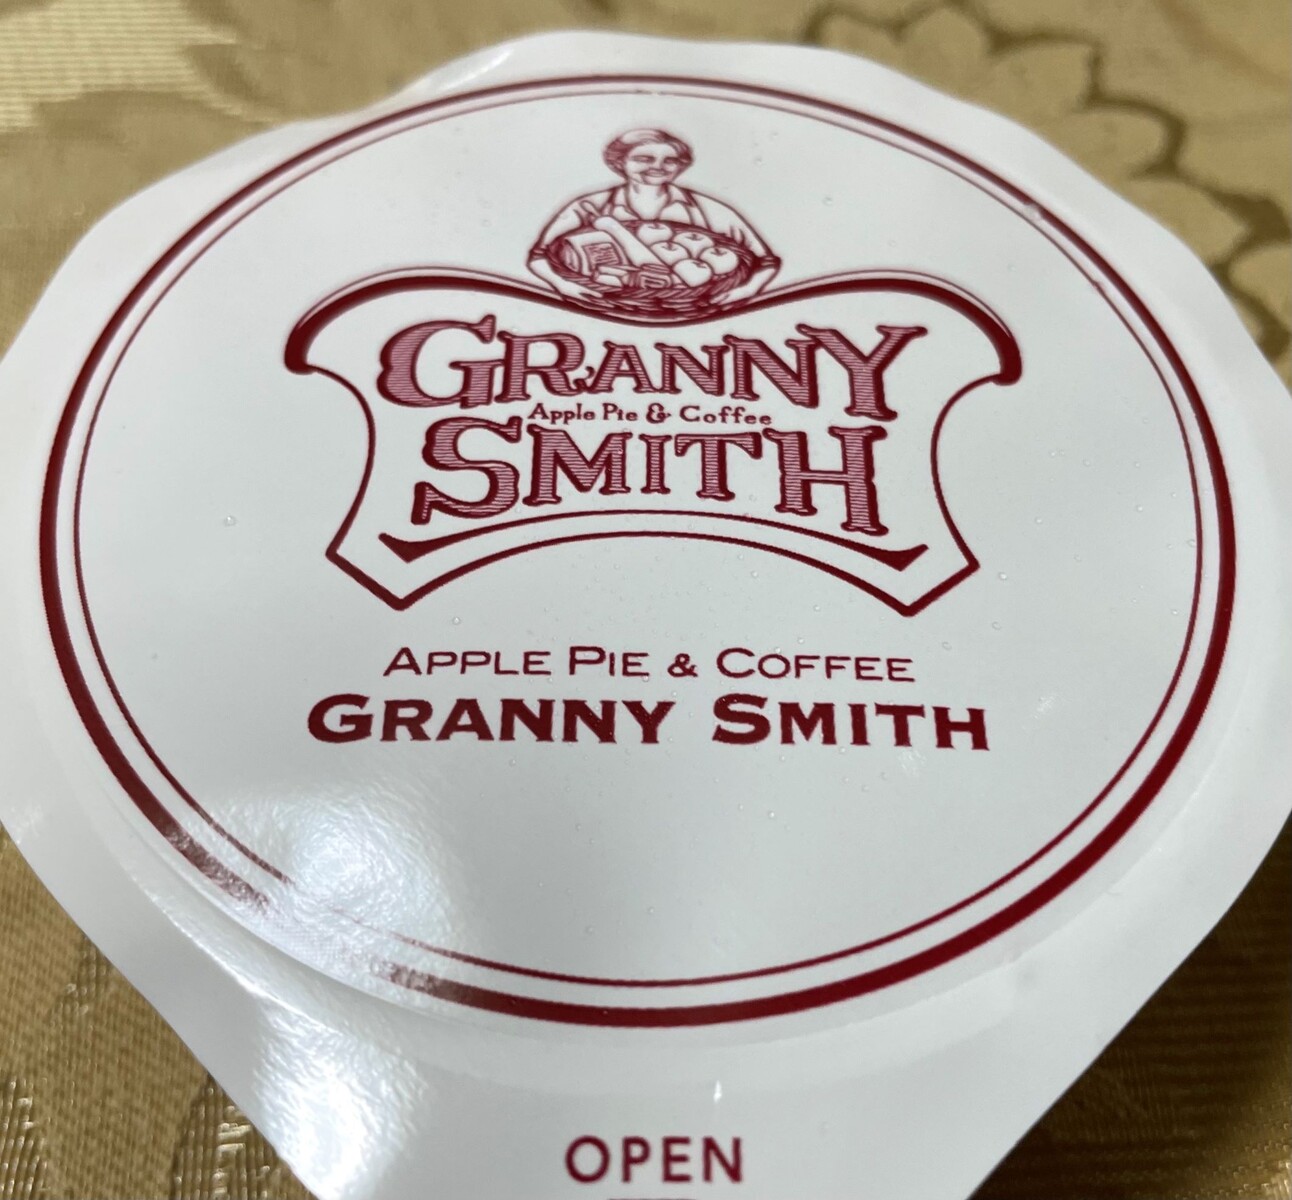 GRANNY
Apple Pie & Coffee
SMITH
APPLE PIE & COFFEE
GRANNY SMITH
OPEN